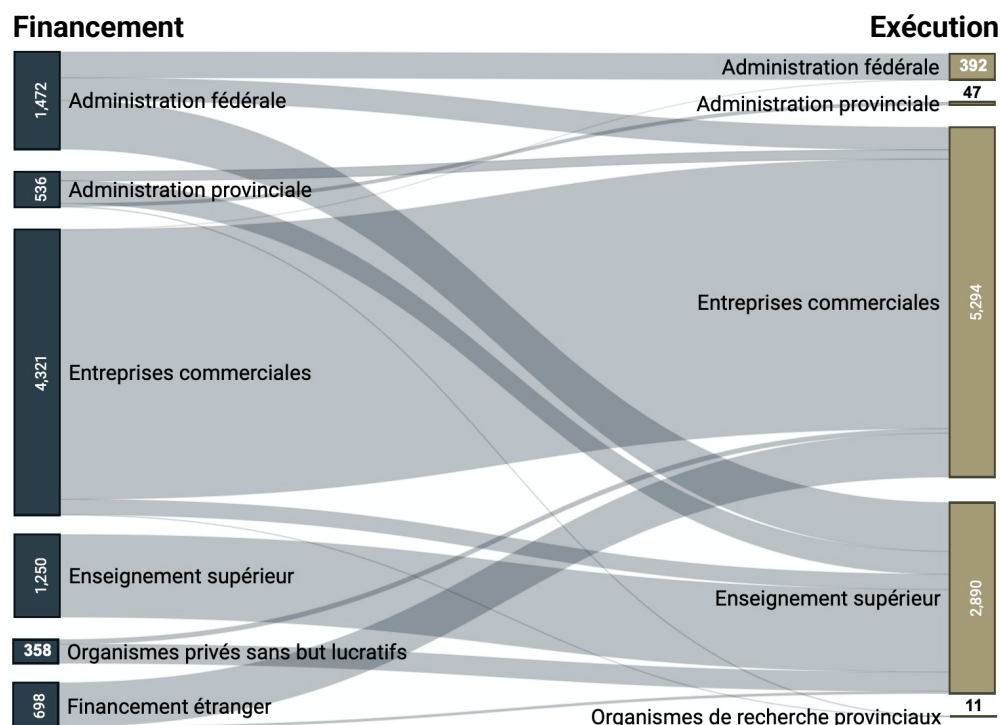 Financement
Exécution
1,472
Administration fédérale
536
Administration provinciale
4,321
Entreprises commerciales
1,250
Enseignement supérieur
358
Organismes privés sans but lucratifs
698
Financement étranger
Administration fédérale
392
Administration provinciale
47
Entreprises commerciales
5,294
Enseignement supérieur
2,890
Organismes de recherche provinciaux
11